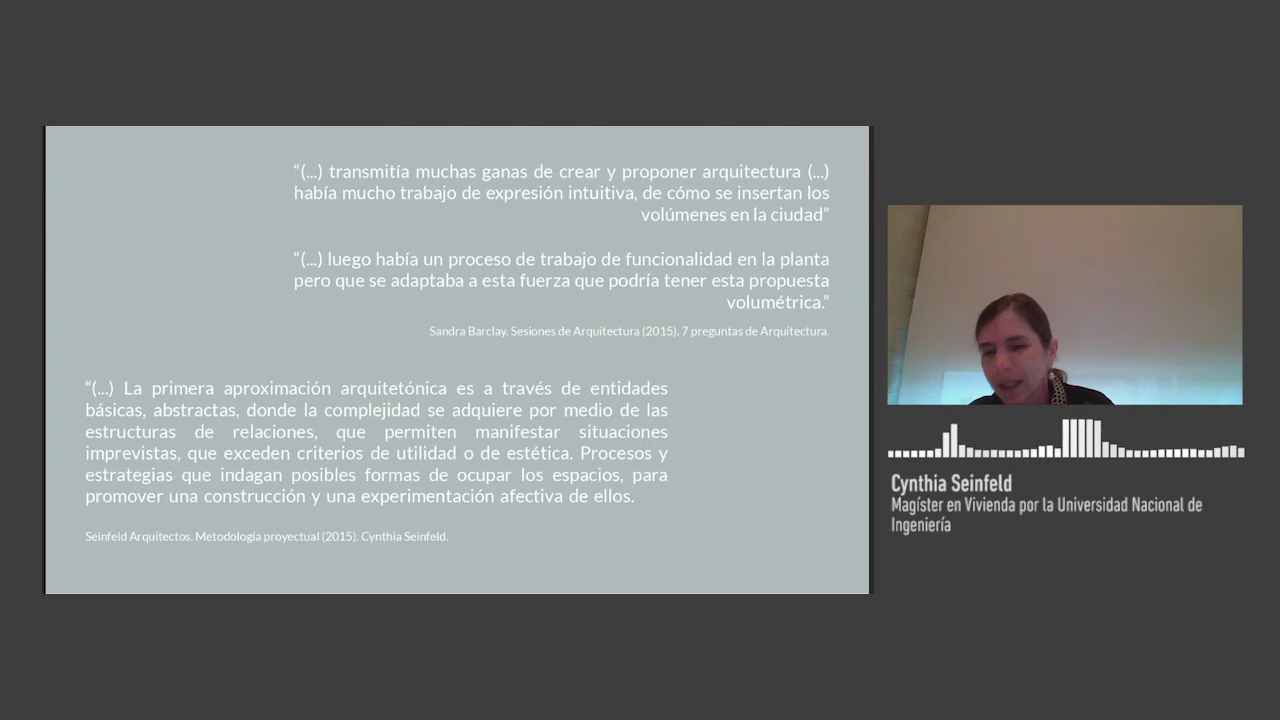 “(...) transmitía muchas ganas de crear y proponer arquitectura (...)
había mucho trabajo de expresión intuitiva, de cómo se insertan los
volúmenes en la ciudad”
“(...) luego había un proceso de trabajo de funcionalidad en la planta
pero que se adaptaba a esta fuerza que podría tener esta propuesta
volumétrica.”
Sandra Barclay. Sesiones de Arquitectura (2015). 7 preguntas de Arquitectura.
“(...) La primera aproximación arquitetónica es a través de entidades
básicas, abstractas, donde la complejidad se adquiere por medio de las
estructuras de relaciones, que permiten manifestar situaciones
imprevistas, que exceden criterios de utilidad o de estética. Procesos y
estrategias que indagan posibles formas de ocupar los espacios, para
promover una construcción y una experimentación afectiva de ellos.
Seinfeld Arquitectos. Metodología proyectual (2015). Cynthia Seinfeld.
Cynthia Seinfeld
Magíster en Vivienda por la Universidad Nacional de
Ingeniería